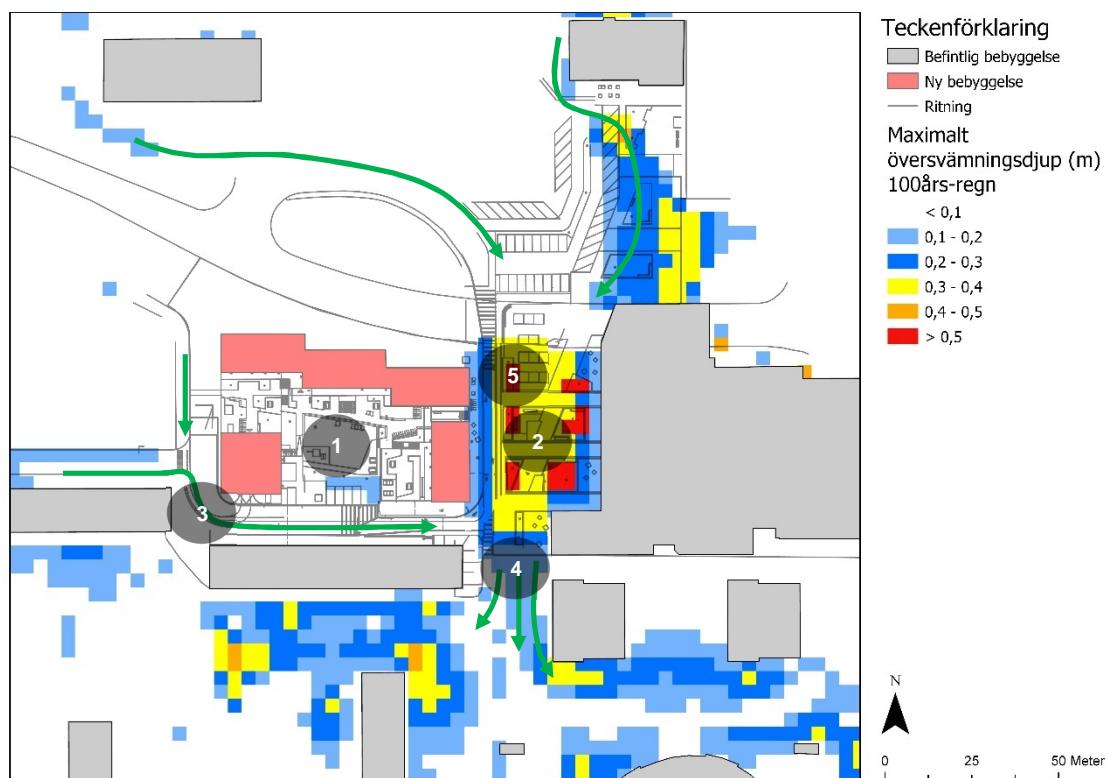 Teckenförklaring
Befintlig bebyggelse
Ny bebyggelse
Ritning
Maximalt
översvämningsdjup (m)
100års-regn
< 0,1
0,1 - 0,2
0,2 - 0,3
0,3 - 0,4
0,4 - 0,5
> 0,5
5
1
2
3
4
N
0 25 50 Meter